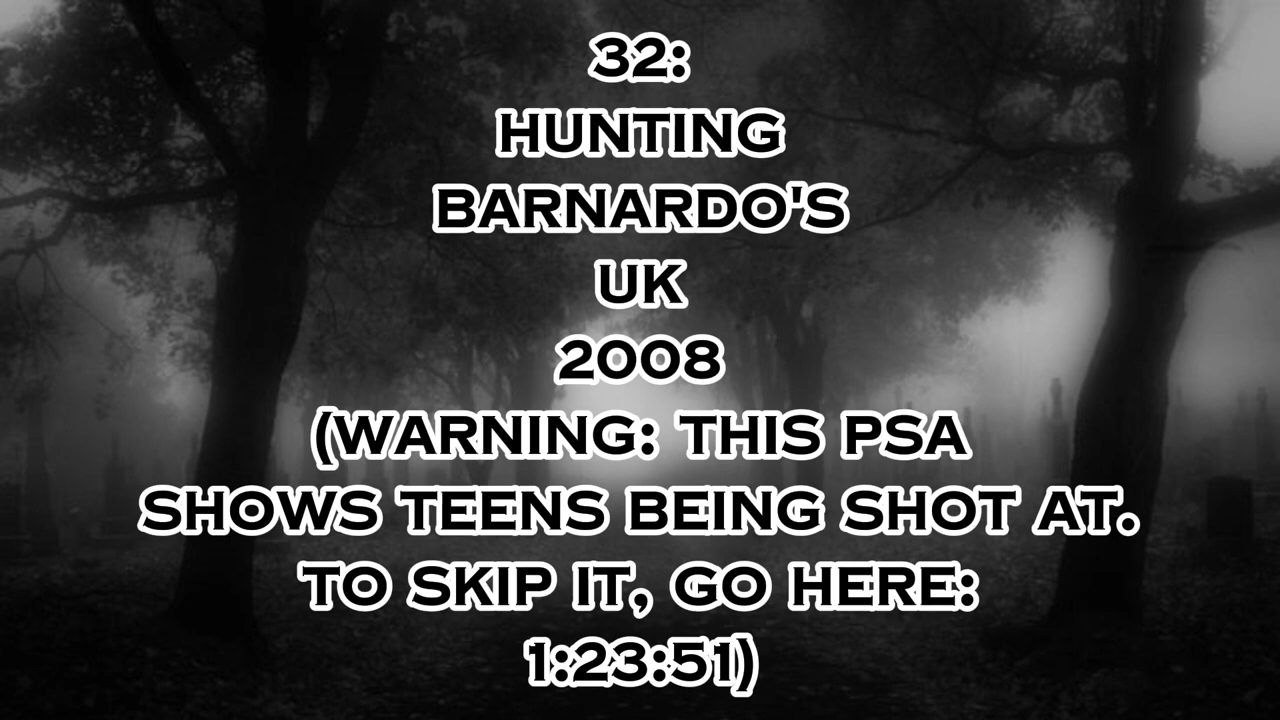 32:
HUNTING
BARNARDO'S
UK
2008
(WARNING: THIS PSA
SHOWS TEENS BEING SHOT AT.
TO SKIP IT, GO HERE:
1:23:51)